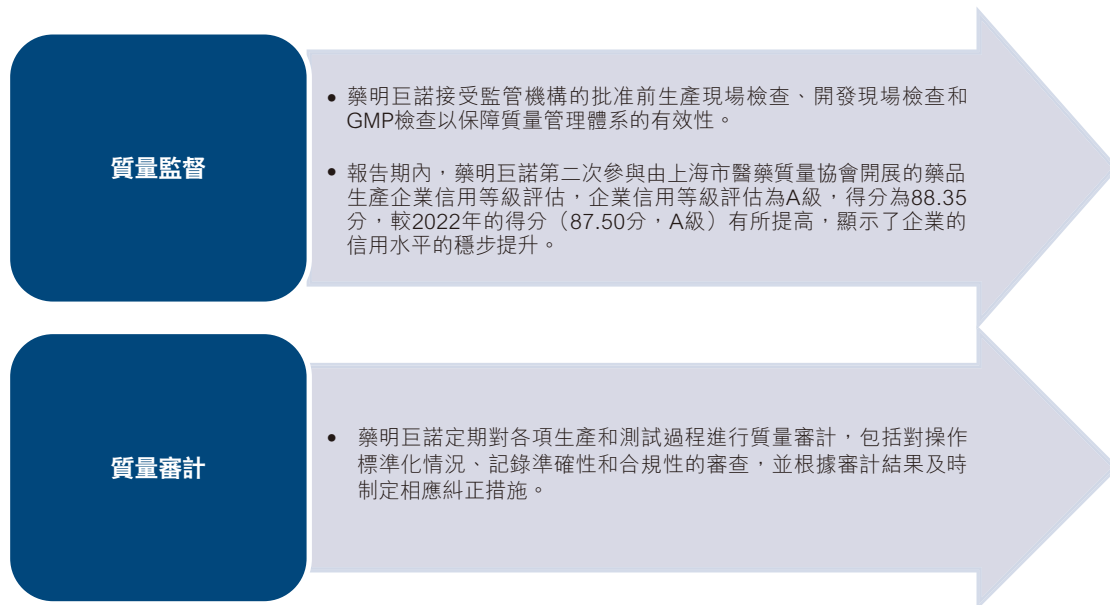 質量監督
• 藥明巨諾接受監管機構的批准前生產現場檢查、開發現場檢查和
GMP檢查以保障質量管理體系的有效性。
• 報告期內，藥明巨諾第二次參與由上海市醫藥質量協會開展的藥品
生產企業信用等級評估，企業信用等級評估為A級，得分為88.35
分，較2022年的得分（87.50分，A級）有所提高，顯示了企業的
信用水平的穩步提升。
質量審計
• 藥明巨諾定期對各項生產和測試過程進行質量審計，包括對操作
標準化情況、記錄準確性和合規性的審查，並根據審計結果及時
制定相應糾正措施。